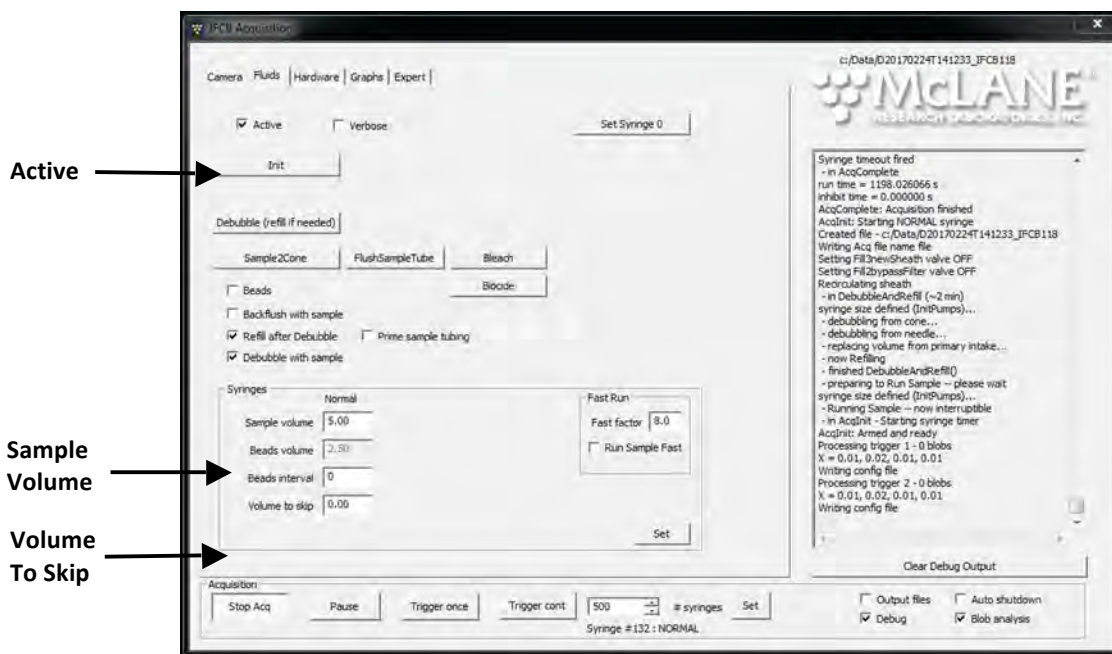 IFCB Acquisition
X
Camera Fluids Hardware Graphs Expert
Active Verbose Set Syringe 0
Active
Init
Debubble (refill if needed)
Sample2Cone FlushSampleTube Bleach
Biocide
Beads
Backflush with sample
Refill after Debubble Prime sample tubing
Debubble with sample
Syringes
Normal
Sample volume 5.00
Beads volume 2.50
Beads interval 0
Volume to skip 0.00
Fast Run
Fast factor 8.0
Run Sample Fast
Set
Sample
Volume
Volume
To Skip
c:/Data/D20170224T141233_IFCB118
McLANE
RESEARCH LABORATORIES, INC
Syringe timeout fired
- in AcqComplete
run time = 1198.026066 s
inhibit time = 0.000000 s
AcqComplete: Acquisition finished
AcqInit: Starting NORMAL syringe
Created file - c:/Data/D20170224T141233_IFCB118
Writing Acq file name file
Setting Fill3newSheath valve OFF
Setting Fill2bypassFilter valve OFF
Recirculating sheath
- in DebubbleAndRefill (~2 min)
syringe size defined (InitPumps)...
- debubbling from cone...
- debubbling from needle...
- replacing volume from primary intake...
- now Refilling
- finished DebubbleAndRefill()
- preparing to Run Sample -- please wait
syringe size defined (InitPumps)...
- Running Sample -- now interruptible
- in AcqInit - Starting syringe timer
AcqInit: Armed and ready
Processing trigger 1 - 0 blobs
X = 0.01, 0.02, 0.01, 0.01
Writing config file
Processing trigger 2 - 0 blobs
X = 0.01, 0.02, 0.01, 0.01
Writing config file
Clear Debug Output
Acquisition
Stop Acq Pause Trigger once Trigger cont 500 # syringes Set
Syringe #132 : NORMAL
Output files Auto shutdown
Debug Blob analysis